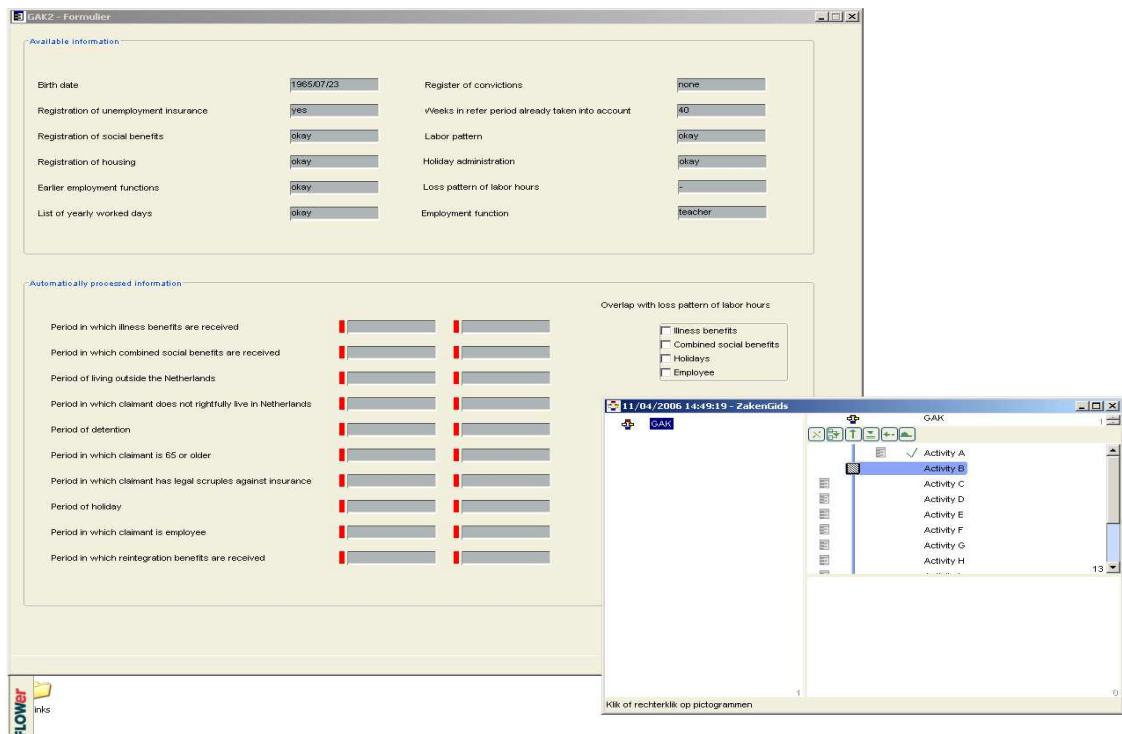 GAK2 - Formulier
Available information
Birth date 1965/07/23 Register of convictions none
Registration of unemployment insurance yes Weeks in refer period already taken into account 40
Registration of social benefits okay Labor pattern okay
Registration of housing okay Holiday administration okay
Earlier employment functions okay Loss pattern of labor hours -
List of yearly worked days okay Employment function teacher
Automatically processed information
Overlap with loss pattern of labor hours
Period in which illness benefits are received
Illness benefits
Period in which combined social benefits are received
Combined social benefits
Holidays
Period of living outside the Netherlands
Employee
Period in which claimant does not rightfully live in Netherlands
Period of detention
Period in which claimant is 65 or older
Period in which claimant has legal scruples against insurance
Period of holiday
Period in which claimant is employee
Period in which reintegration benefits are received
11/04/2006 14:49:19 - ZakenGids
GAK
GAK
1
Activity A
Activity B
Activity C
Activity D
Activity E
Activity F
Activity G
Activity H
13
1
0
Klik of rechterklik op pictogrammen
inks
FLOWer